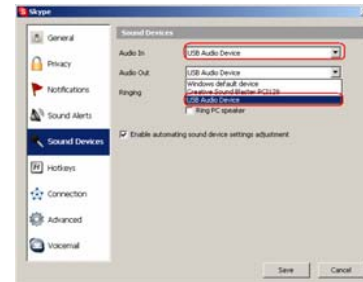 Skype
General
Privacy
Notifications
Sound Alerts
Sound Devices
Hotkeys
Connection
Advanced
Voicemail
Sound Devices
Audio In USB Audio Device
Audio Out USB Audio Device
Windows default device
Creative Sound Blaster PCI128
USB Audio Device
Ringing
Ring PC speaker
Enable automating sound device settings adjustment
Save Cancel